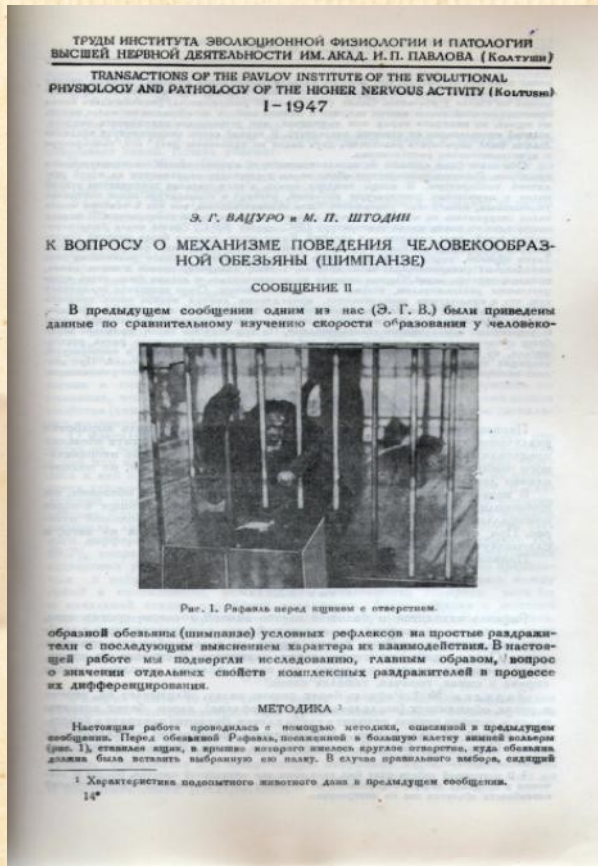 ТРУДЫ ИНСТИТУТА ЭВОЛЮЦИОННОЙ ФИЗИОЛОГИИ И ПАТОЛОГИИ
ВЫСШЕЙ НЕРВНОЙ ДЕЯТЕЛЬНОСТИ ИМ. АКАД. И. П. ПАВЛОВА (Колтуши)
TRANSACTIONS OF THE PAVLOV INSTITUTE OF THE EVOLUTIONAL
PHYSIOLOGY AND PATHOLOGY OF THE HIGHER NERVOUS ACTIVITY (Koltushi)
I—1947
Э. Г. ВАЦУРО и М. П. ШТОДИН
К ВОПРОСУ О МЕХАНИЗМЕ ПОВЕДЕНИЯ ЧЕЛОВЕКООБРАЗ-
НОЙ ОБЕЗЬЯНЫ (ШИМПАНЗЕ)
СООБЩЕНИЕ II
В предыдущем сообщении одним из нас (Э. Г. В.) были приведены
данные по сравнительному изучению скорости образования у человеко-
Рис. 1. Рафаэль перед ящиком с отверстием.
образной обезьяны (шимпанзе) условных рефлексов на простые раздражи-
тели с последующим выяснением характера их взаимодействия. В настоя-
щей работе мы подвергли исследованию, главным образом, вопрос
о значении отдельных свойств комплексных раздражителей в процессе
их дифференцирования.
МЕТОДИКА 1
Настоящая работа проводилась с помощью методики, описанной в предыдущем
сообщении. Перед обезьяной Рафаэль, посаженной в большую клетку зимней вольеры
(рис. 1), ставился ящик, в крышке которого имелось круглое отверстие, куда обезьяна
должна была вставить выбранную ею палку. В случае правильного выбора, сидящий
1 Характеристика подопытного животного дана в предыдущем сообщении.
14*